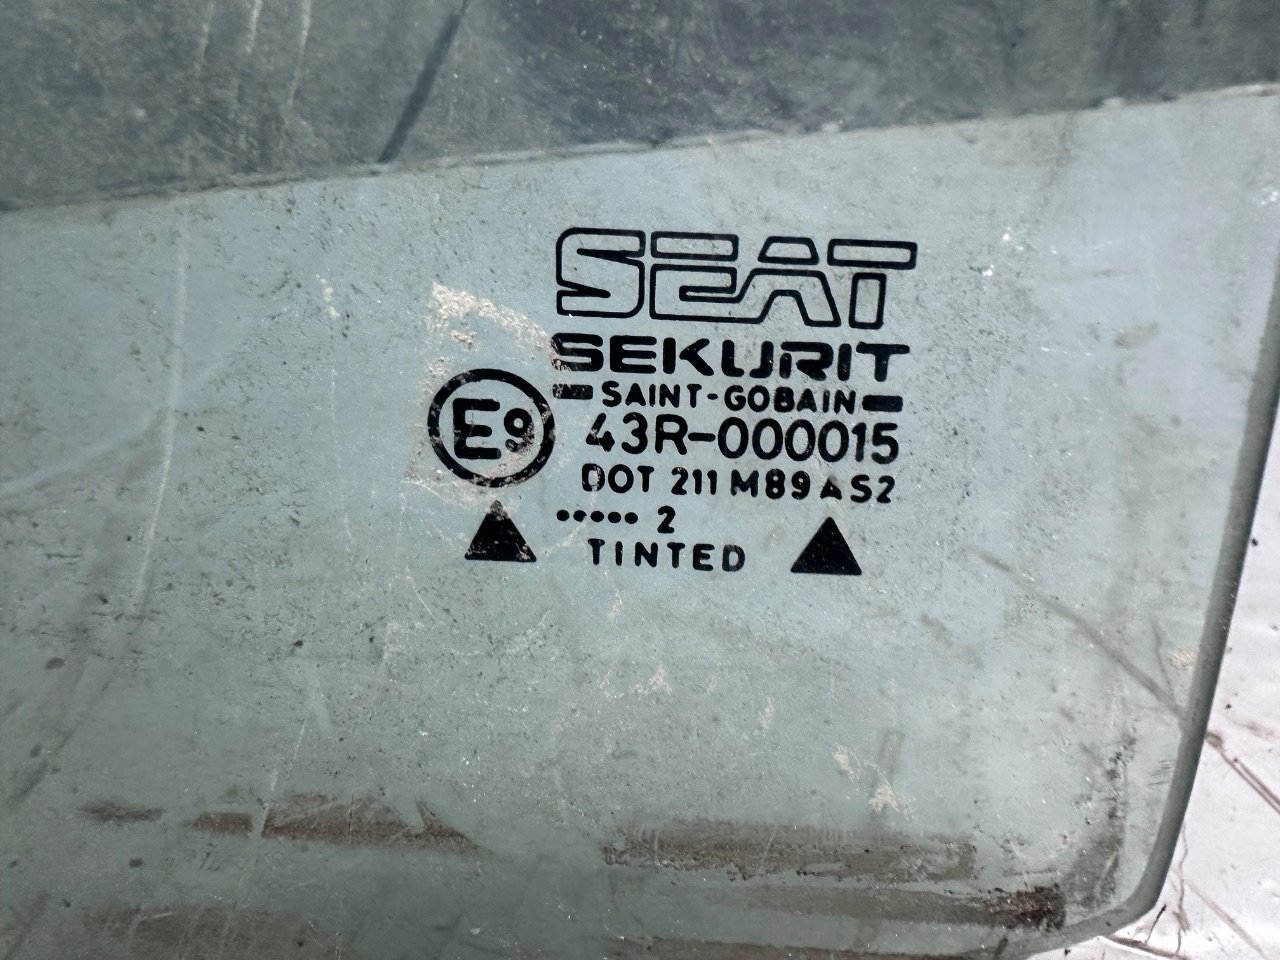 SEAT
SEKURIT
SAINT-GOBAIN
E9 43R-000015
DOT 211 M89 AS2
..... 2
TINTED